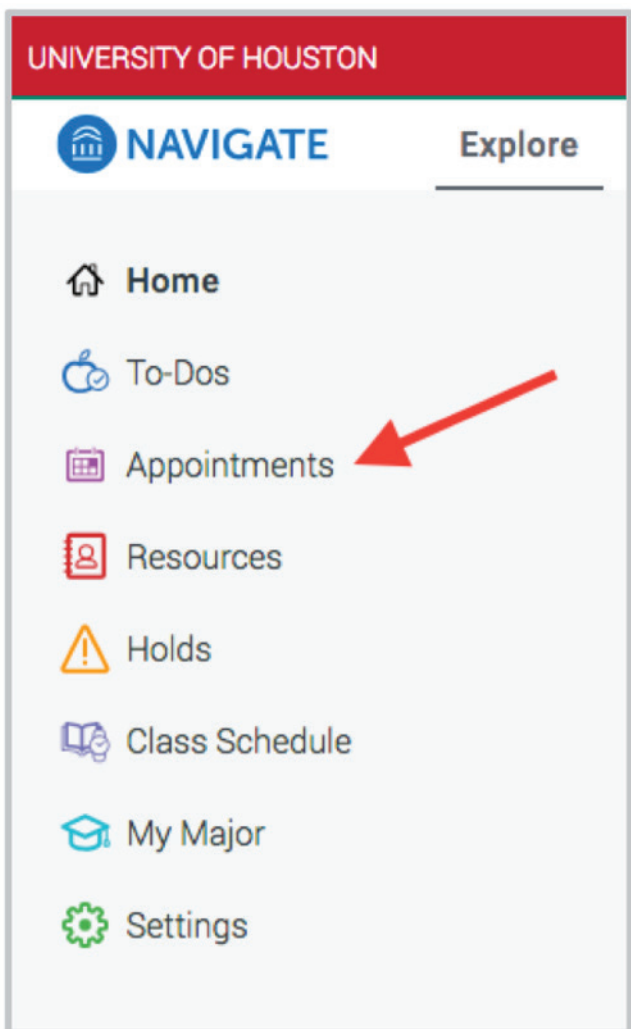 UNIVERSITY OF HOUSTON
NAVIGATE Explore
Home
To-Dos
Appointments
Resources
Holds
Class Schedule
My Major
Settings